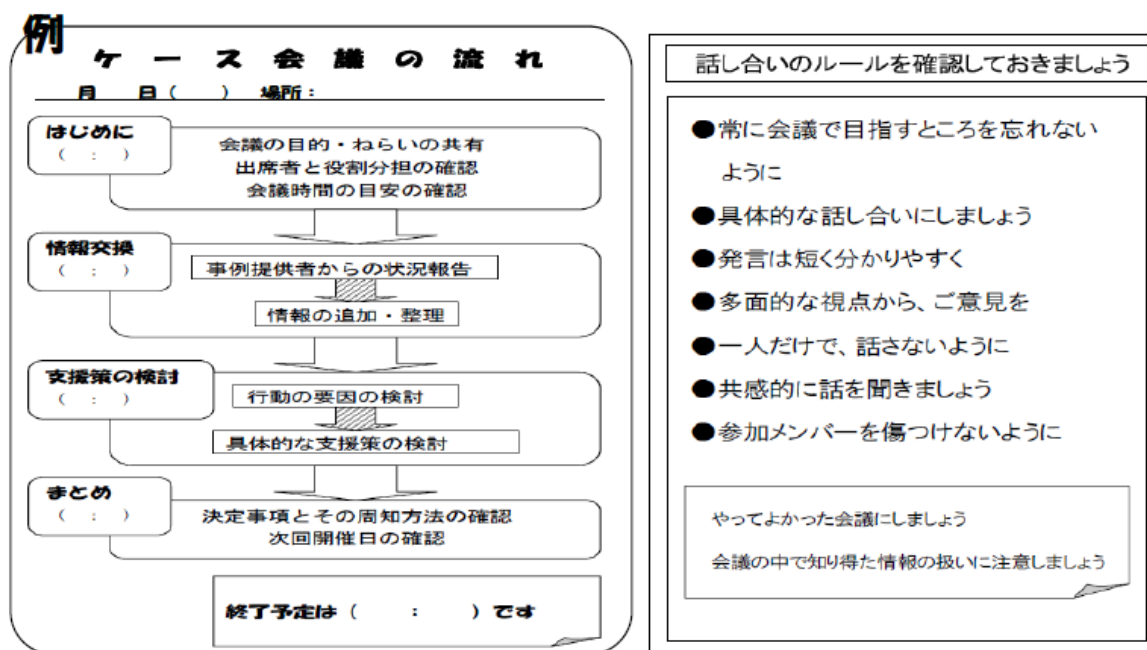 例
ケース会議の流れ
月　日（　）　場所：
はじめに
（　：　）
会議の目的・ねらいの共有
出席者と役割分担の確認
会議時間の目安の確認
情報交換
（　：　）
事例提供者からの状況報告
情報の追加・整理
支援策の検討
（　：　）
行動の要因の検討
具体的な支援策の検討
まとめ
（　：　）
決定事項とその周知方法の確認
次回開催日の確認
終了予定は（　：　）です
話し合いのルールを確認しておきましょう
●常に会議で目指すところを忘れない
ように
●具体的な話し合いにしましょう
●発言は短く分かりやすく
●多面的な視点から、ご意見を
●一人だけで、話さないように
●共感的に話を聞きましょう
●参加メンバーを傷つけないように
やってよかった会議にしましょう
会議の中で知り得た情報の扱いに注意しましょう